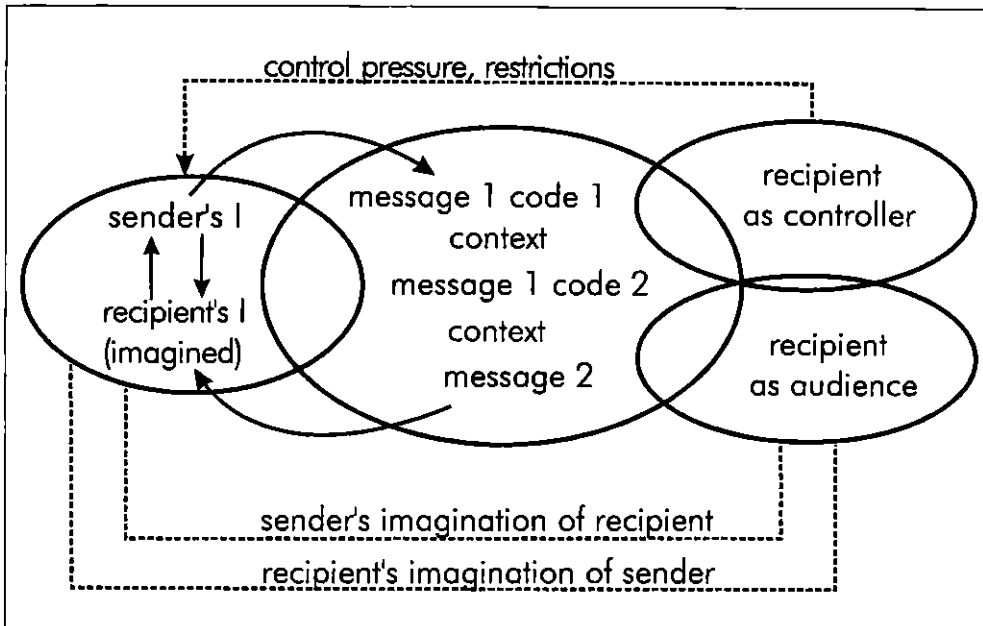 control pressure, restrictions
sender's I
recipient's I
(imagined)
message 1 code 1
context
message 1 code 2
context
message 2
recipient
as controller
recipient
as audience
sender's imagination of recipient
recipient's imagination of sender